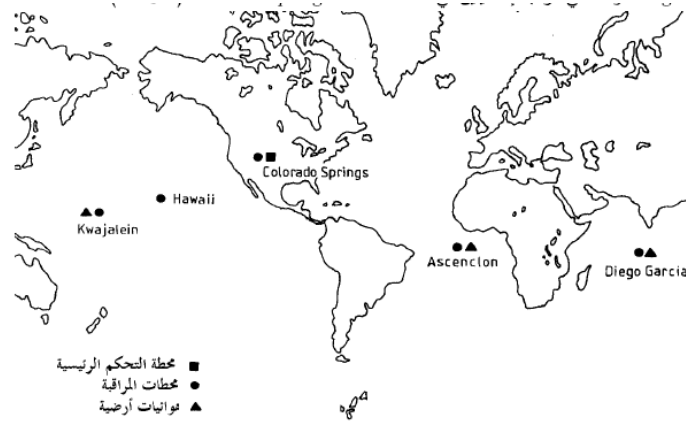 Colorado Springs
Hawaii
Kwajalein
Ascencion
Diego Garcia
محطة التحكم الرئيسية
محطات المراقبة
هوائيات أرضية